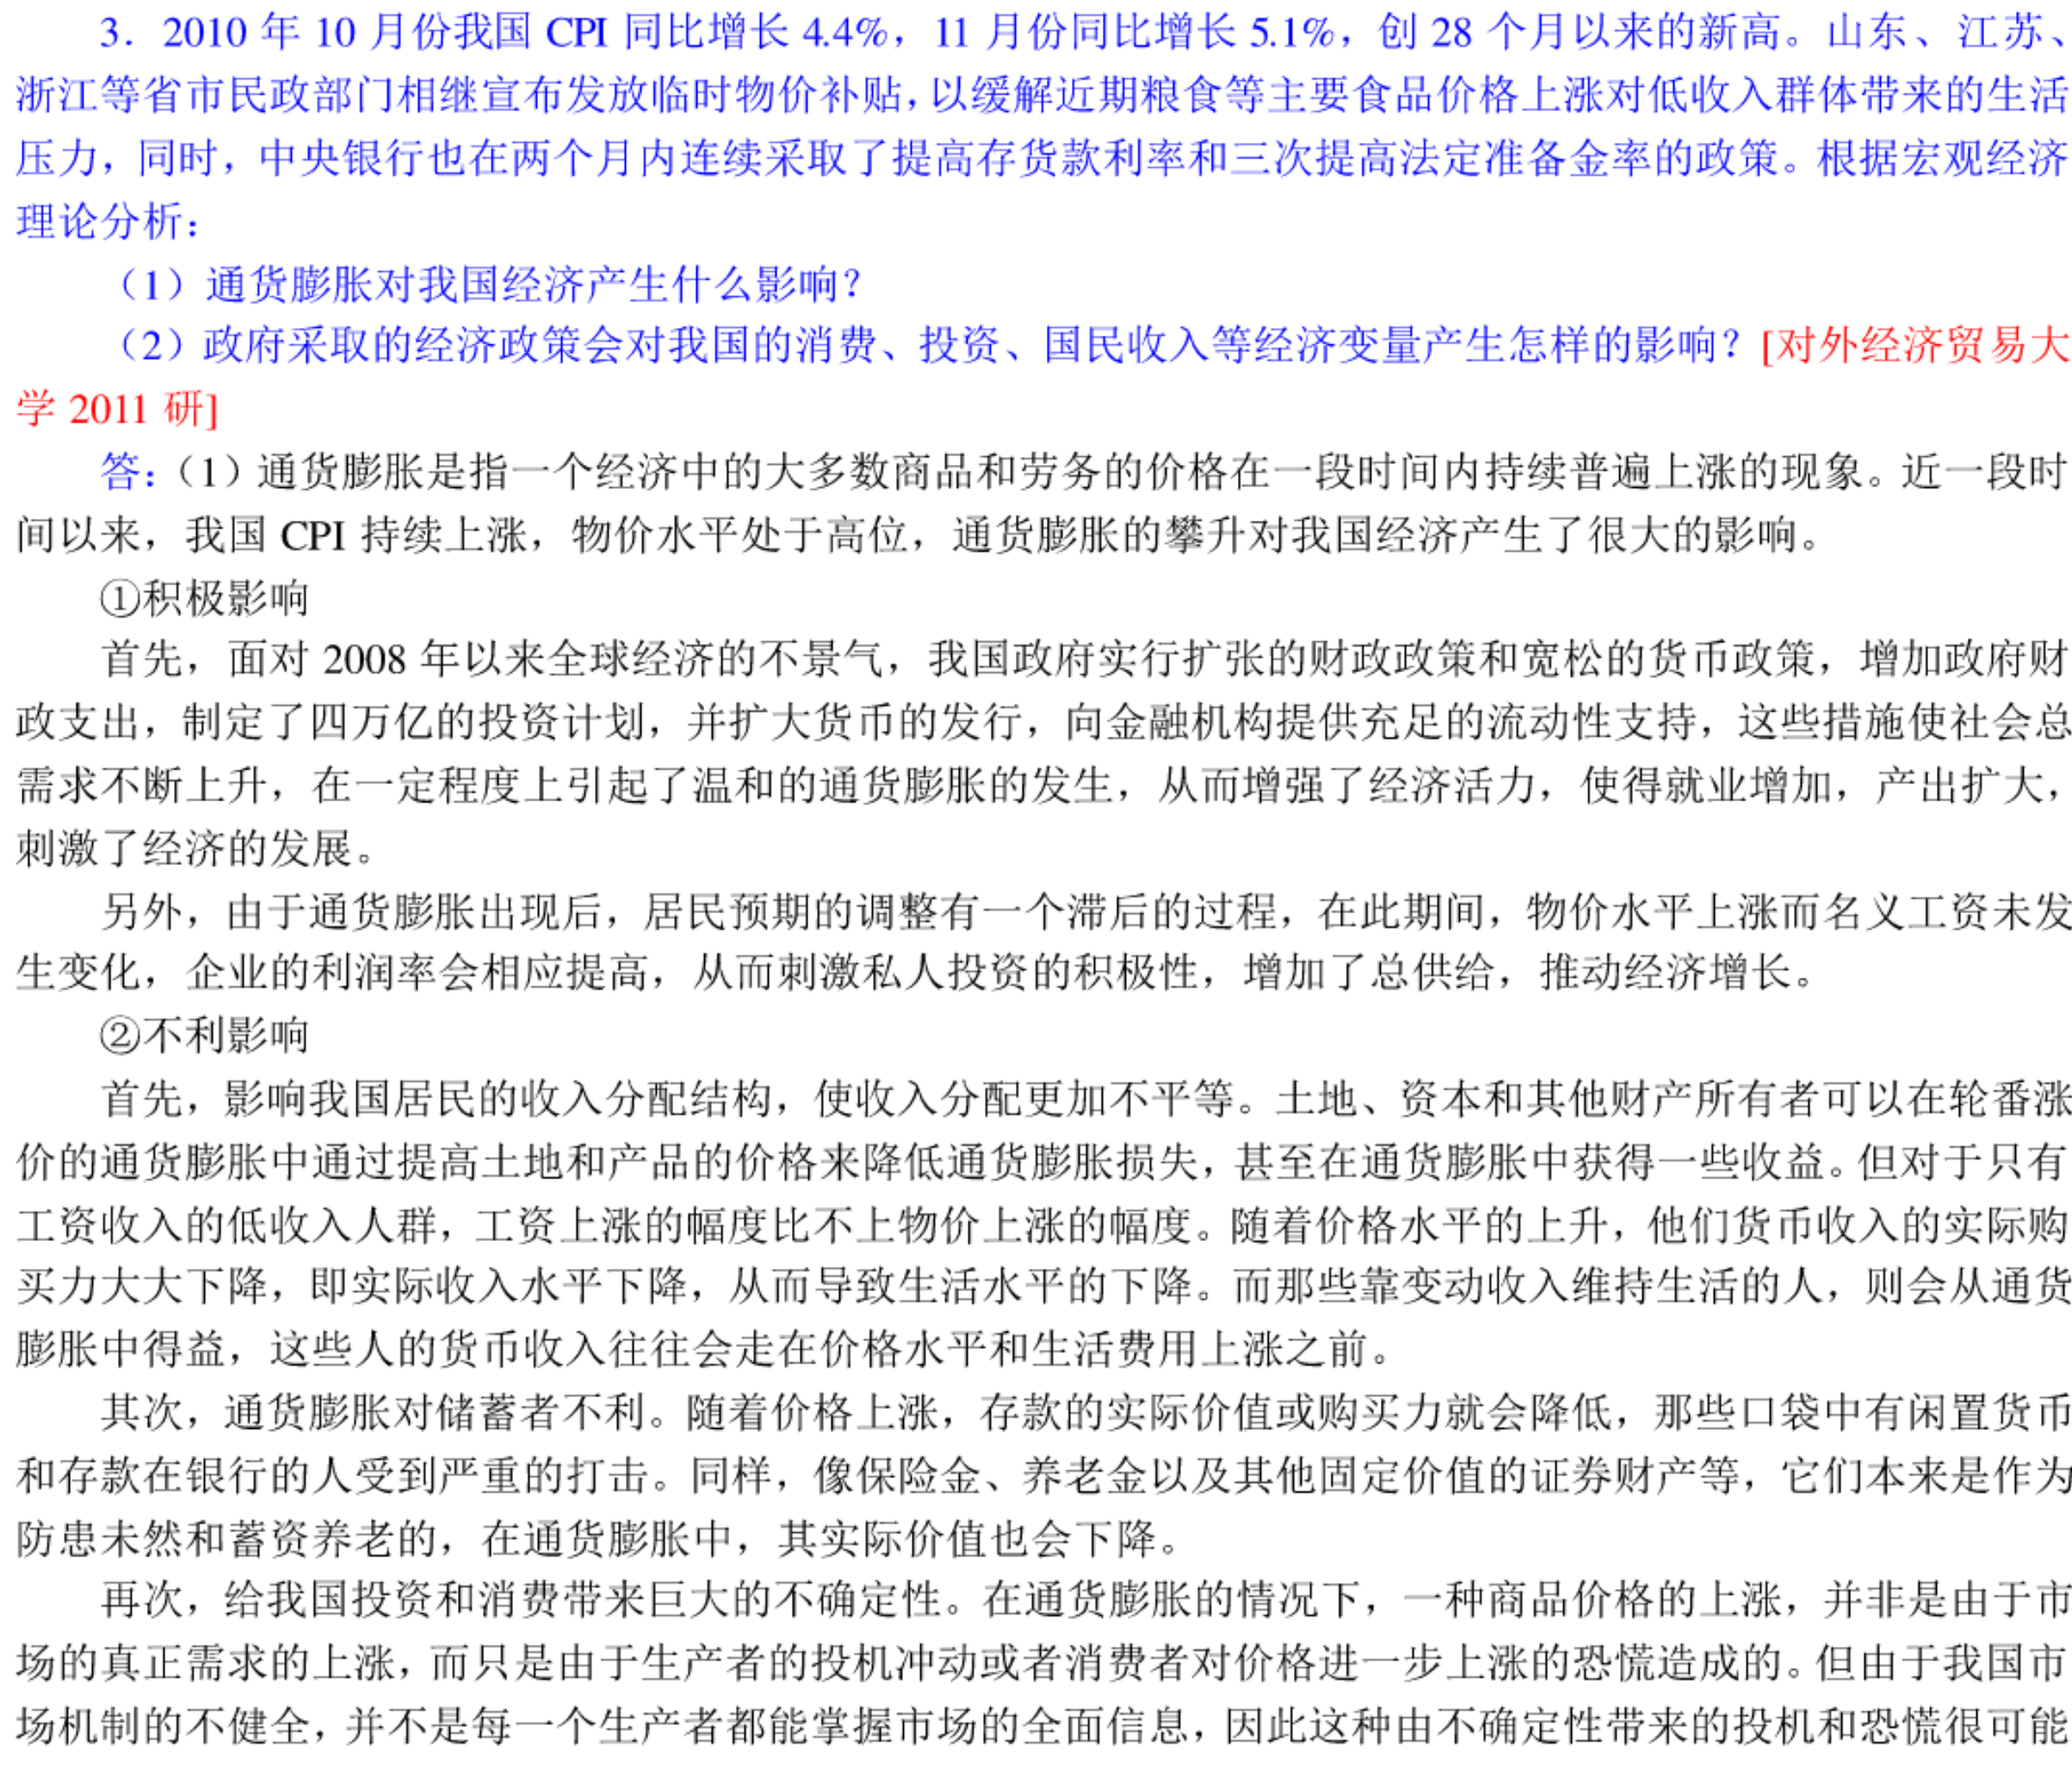 3．2010 年 10 月份我国 CPI 同比增长 4.4%，11 月份同比增长 5.1%，创 28 个月以来的新高。山东、江苏、
浙江等省市民政部门相继宣布发放临时物价补贴，以缓解近期粮食等主要食品价格上涨对低收入群体带来的生活
压力，同时，中央银行也在两个月内连续采取了提高存货款利率和三次提高法定准备金率的政策。根据宏观经济
理论分析：
（1）通货膨胀对我国经济产生什么影响？
（2）政府采取的经济政策会对我国的消费、投资、国民收入等经济变量产生怎样的影响？[对外经济贸易大
学 2011 研]
答：（1）通货膨胀是指一个经济中的大多数商品和劳务的价格在一段时间内持续普遍上涨的现象。近一段时
间以来，我国 CPI 持续上涨，物价水平处于高位，通货膨胀的攀升对我国经济产生了很大的影响。
①积极影响
首先，面对 2008 年以来全球经济的不景气，我国政府实行扩张的财政政策和宽松的货币政策，增加政府财
政支出，制定了四万亿的投资计划，并扩大货币的发行，向金融机构提供充足的流动性支持，这些措施使社会总
需求不断上升，在一定程度上引起了温和的通货膨胀的发生，从而增强了经济活力，使得就业增加，产出扩大，
刺激了经济的发展。
另外，由于通货膨胀出现后，居民预期的调整有一个滞后的过程，在此期间，物价水平上涨而名义工资未发
生变化，企业的利润率会相应提高，从而刺激私人投资的积极性，增加了总供给，推动经济增长。
②不利影响
首先，影响我国居民的收入分配结构，使收入分配更加不平等。土地、资本和其他财产所有者可以在轮番涨
价的通货膨胀中通过提高土地和产品的价格来降低通货膨胀损失，甚至在通货膨胀中获得一些收益。但对于只有
工资收入的低收入人群，工资上涨的幅度比不上物价上涨的幅度。随着价格水平的上升，他们货币收入的实际购
买力大大下降，即实际收入水平下降，从而导致生活水平的下降。而那些靠变动收入维持生活的人，则会从通货
膨胀中得益，这些人的货币收入往往会走在价格水平和生活费用上涨之前。
其次，通货膨胀对储蓄者不利。随着价格上涨，存款的实际价值或购买力就会降低，那些口袋中有闲置货币
和存款在银行的人受到严重的打击。同样，像保险金、养老金以及其他固定价值的证券财产等，它们本来是作为
防患未然和蓄资养老的，在通货膨胀中，其实际价值也会下降。
再次，给我国投资和消费带来巨大的不确定性。在通货膨胀的情况下，一种商品价格的上涨，并非是由于市
场的真正需求的上涨，而只是由于生产者的投机冲动或者消费者对价格进一步上涨的恐慌造成的。但由于我国市
场机制的不健全，并不是每一个生产者都能掌握市场的全面信息，因此这种由不确定性带来的投机和恐慌很可能